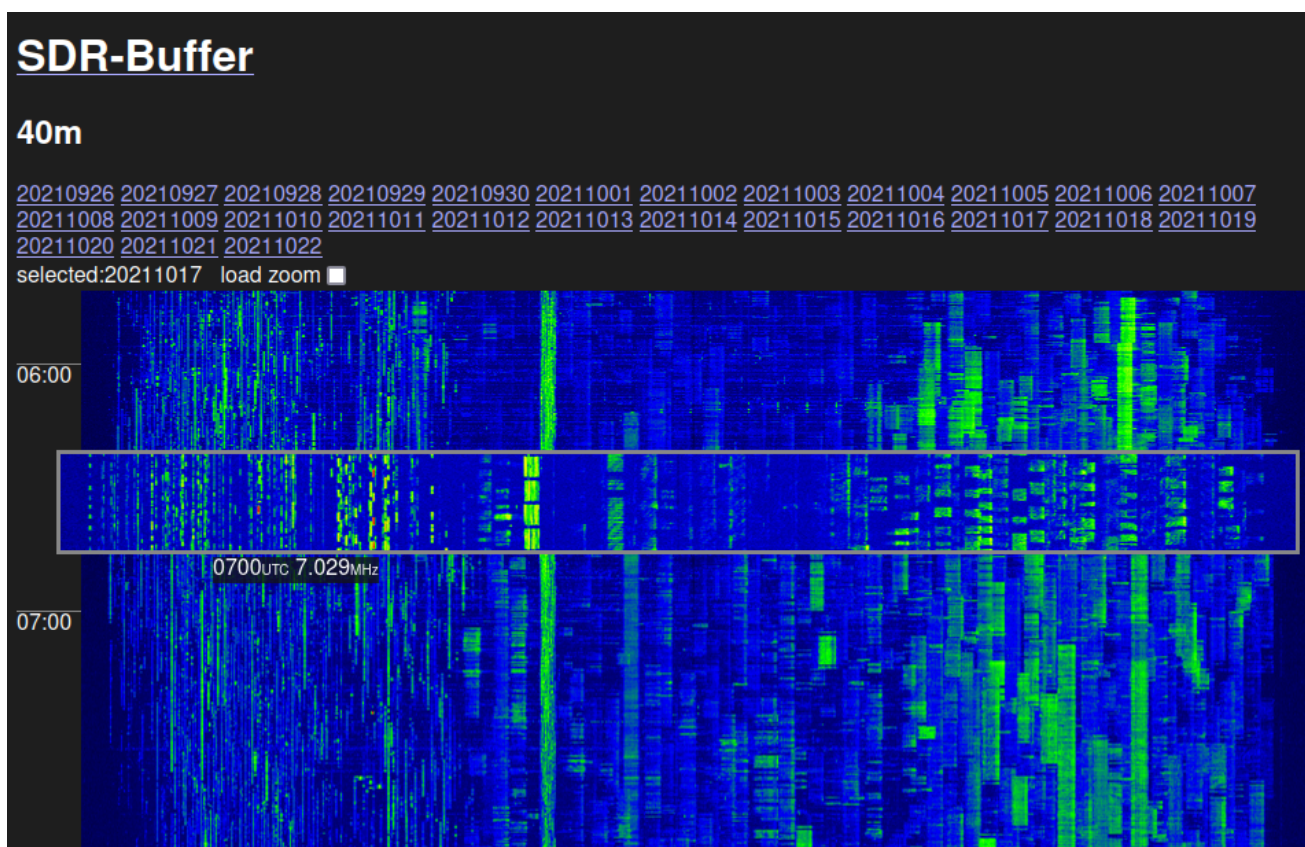 SDR-Buffer
40m
20210926 20210927 20210928 20210929 20210930 20211001 20211002 20211003 20211004 20211005 20211006 20211007
20211008 20211009 20211010 20211011 20211012 20211013 20211014 20211015 20211016 20211017 20211018 20211019
20211020 20211021 20211022
selected:20211017 load zoom
06:00
0700UTC 7.029MHz
07:00